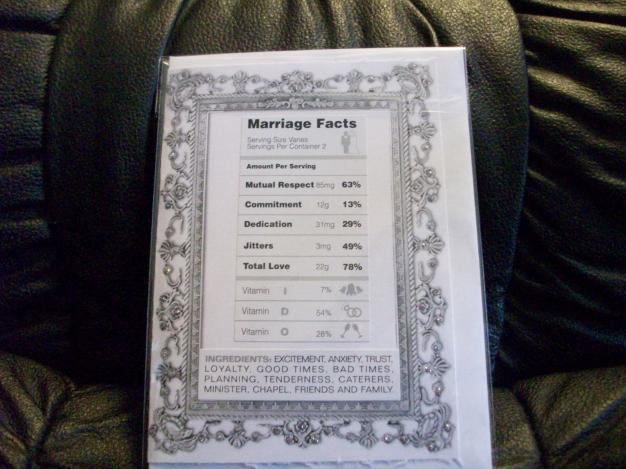 Marriage Facts
Serving Size Varies
Servings Per Container 2
Amount Per Serving
Mutual Respect 85mg 63%
Commitment 12g 13%
Dedication 31mg 29%
Jitters 3mg 49%
Total Love 22g 78%
Vitamin I 7%
Vitamin D 54%
Vitamin O 28%
INGREDIENTS: EXCITEMENT, ANXIETY, TRUST,
LOYALTY, GOOD TIMES, BAD TIMES,
PLANNING, TENDERNESS, CATERERS,
MINISTER, CHAPEL, FRIENDS AND FAMILY